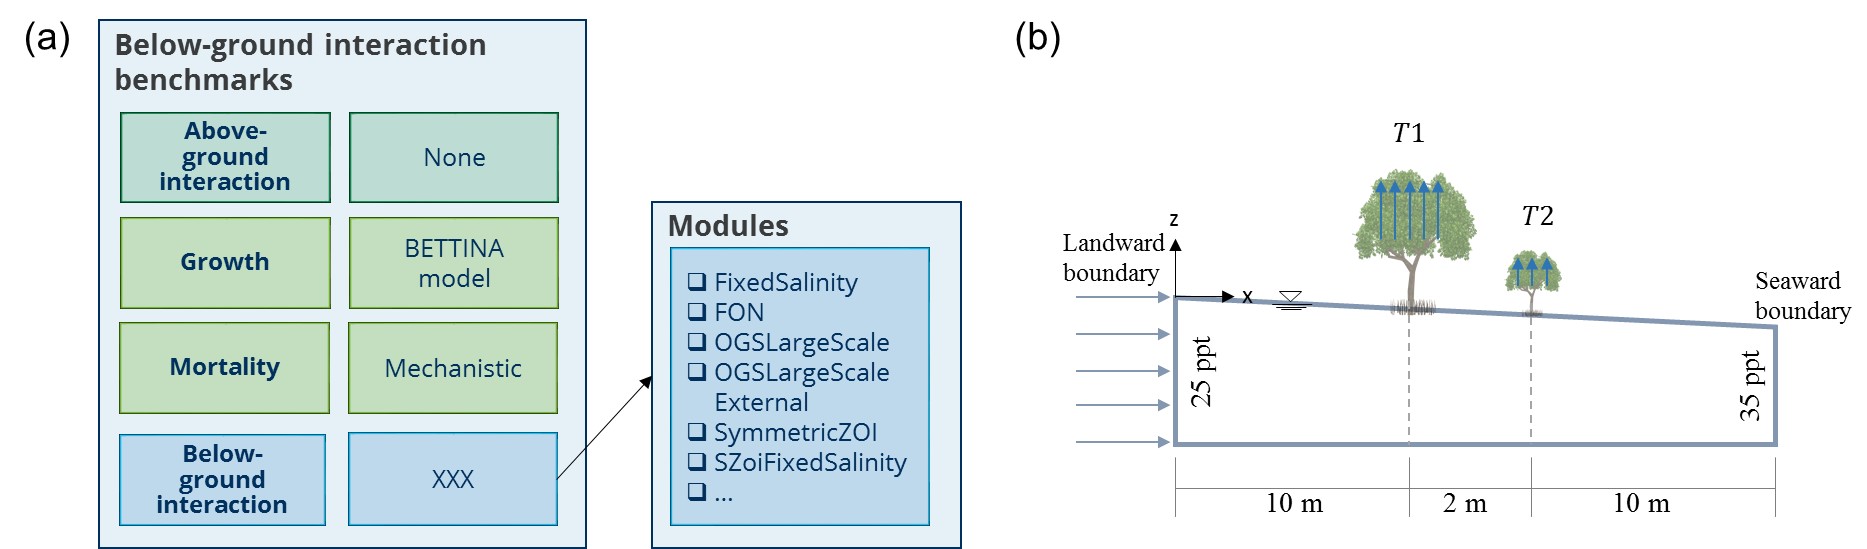 (a)
Below-ground interaction
benchmarks
Above-
ground
interaction
None
Growth
BETTINA
model
Mortality
Mechanistic
Below-
ground
interaction
XXX
Modules
FixedSalinity
FON
OGSLargeScale
OGSLargeScale
External
SymmetricZOI
SZoiFixedSalinity
...
(b)
T1
T2
z
Landward
boundary
x
Seaward
boundary
25 ppt
35 ppt
10 m
2 m
10 m